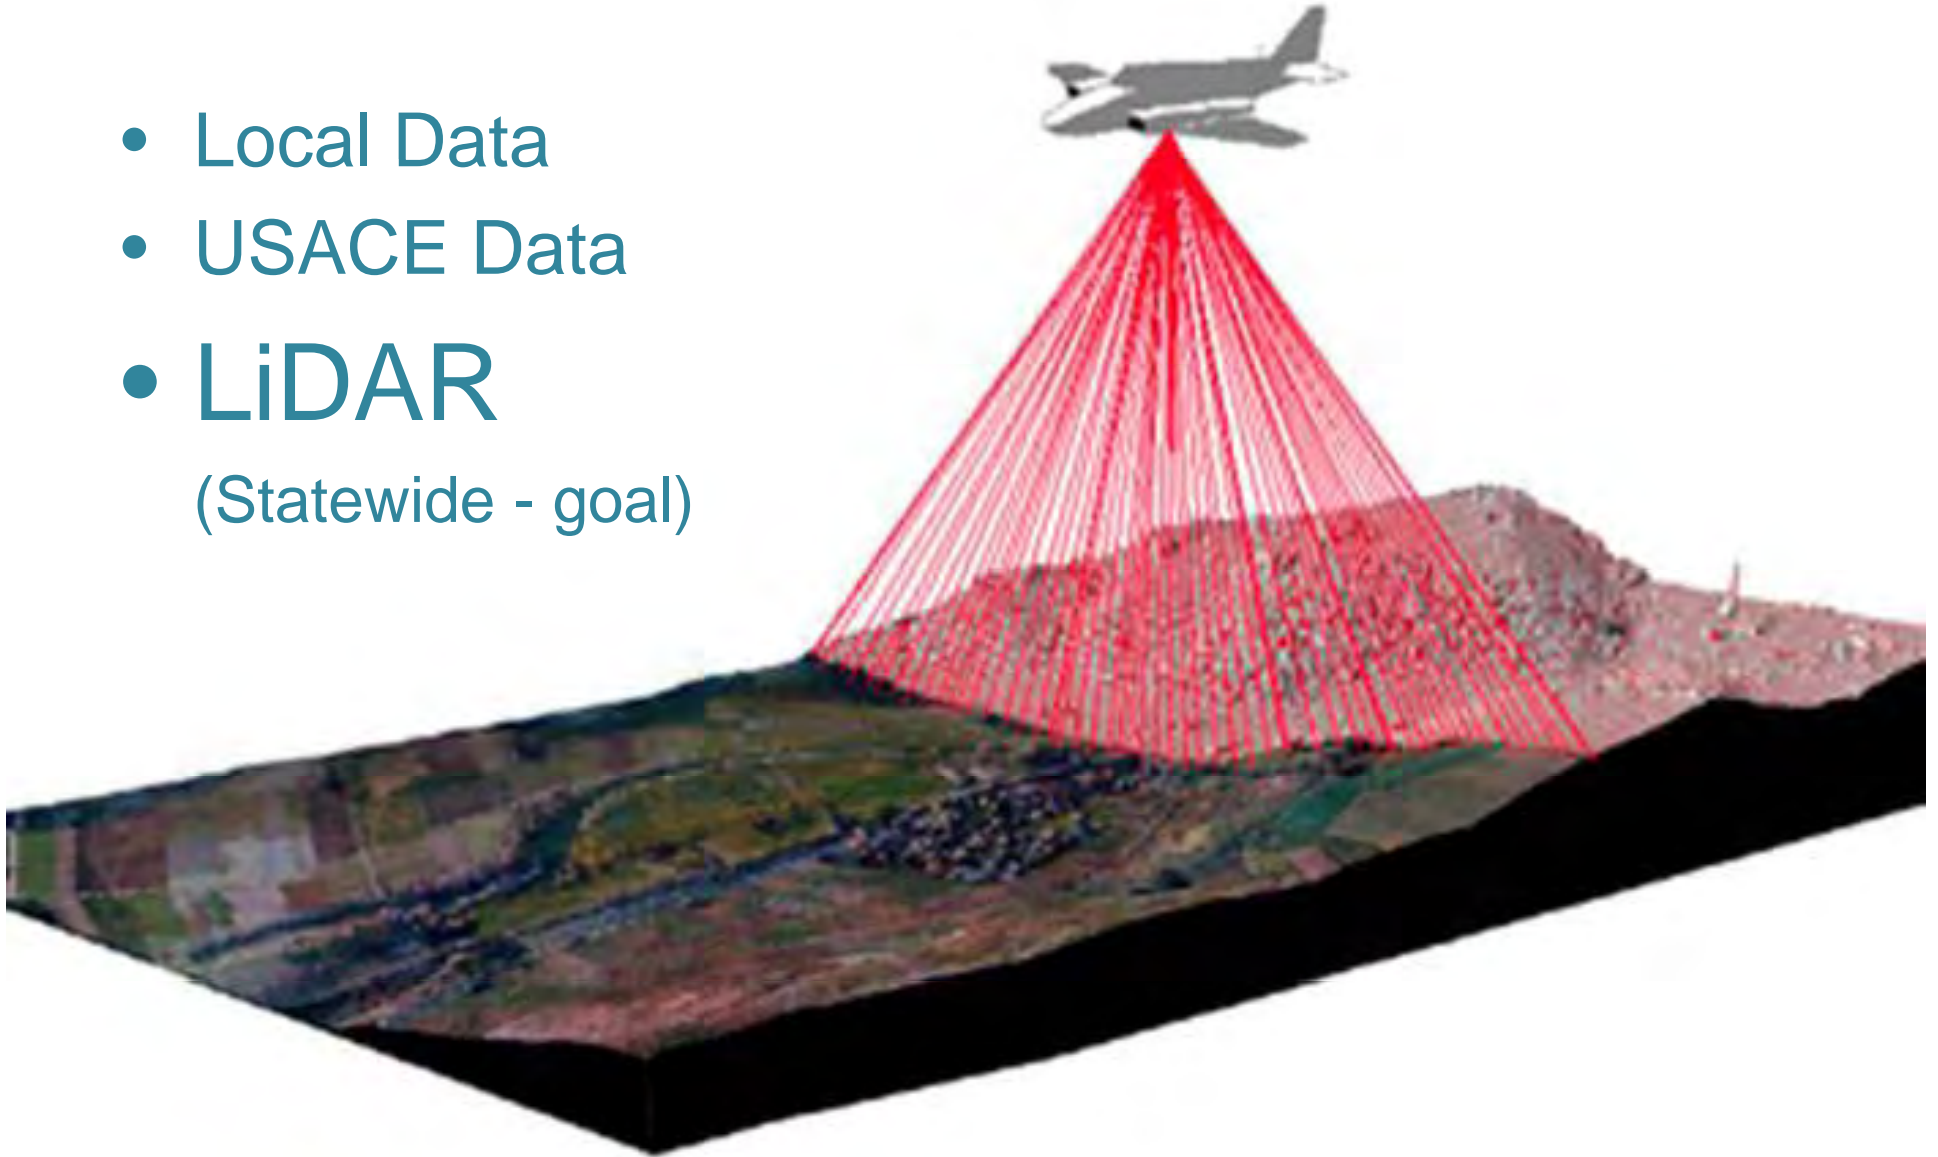 • Local Data
• USACE Data
• LiDAR
(Statewide - goal)